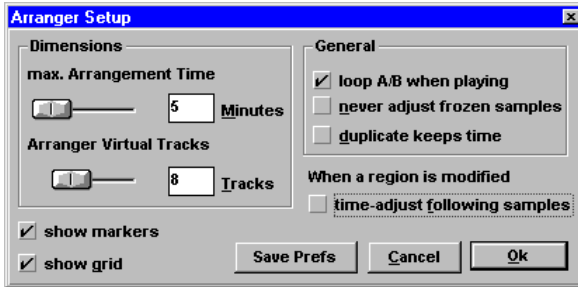 Arranger Setup
Dimensions
max. Arrangement Time
5 Minutes
Arranger Virtual Tracks
8 Tracks
show markers
show grid
General
loop A/B when playing
never adjust frozen samples
duplicate keeps time
When a region is modified
time-adjust following samples
Save Prefs Cancel Ok